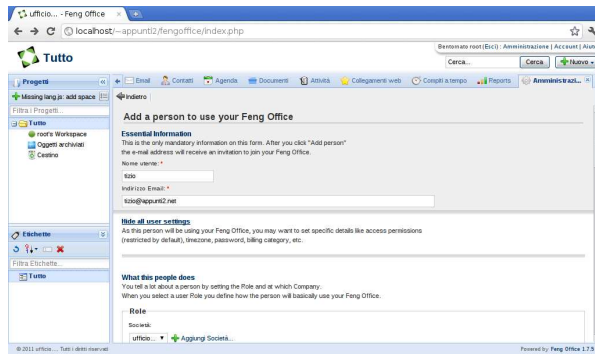 ufficio... - Feng Office
localhost/~appunti2/fengoffice/index.php
Bentornato root (Esci) : Amministrazione | Account | Aiut
Tutto
Cerca...
Cerca
Nuovo
Progetti
Email
Contatti
Agenda
Documenti
Attività
Collegamenti web
Compiti a tempo
Reports
Amministrazi...
Missing lang.js: add space
Indietro
Filtra i Progetti...
Tutto
root's Workspace
Oggetti archiviati
Cestino
Add a person to use your Feng Office
Essential Information
This is the only mandatory information on this form. After you click "Add person"
the e-mail address will receive an invitation to join your Feng Office.
Nome utente: *
tizio
Indirizzo Email: *
tizio@appunti2.net
Hide all user settings
As this person will be using your Feng Office, you may want to set specific details like access permissions
(restricted by default), timezone, password, billing category, etc.
Etichette
Filtra Etichette...
Tutto
What this people does
You tell a lot about a person by setting the Role and at which Company.
When you select a user Role you define how the person will basically use your Feng Office.
Role
Società:
ufficio...
Aggiungi Società...
© 2011 ufficio.... Tutti i diritti riservati
Powered by Feng Office 1.7.5